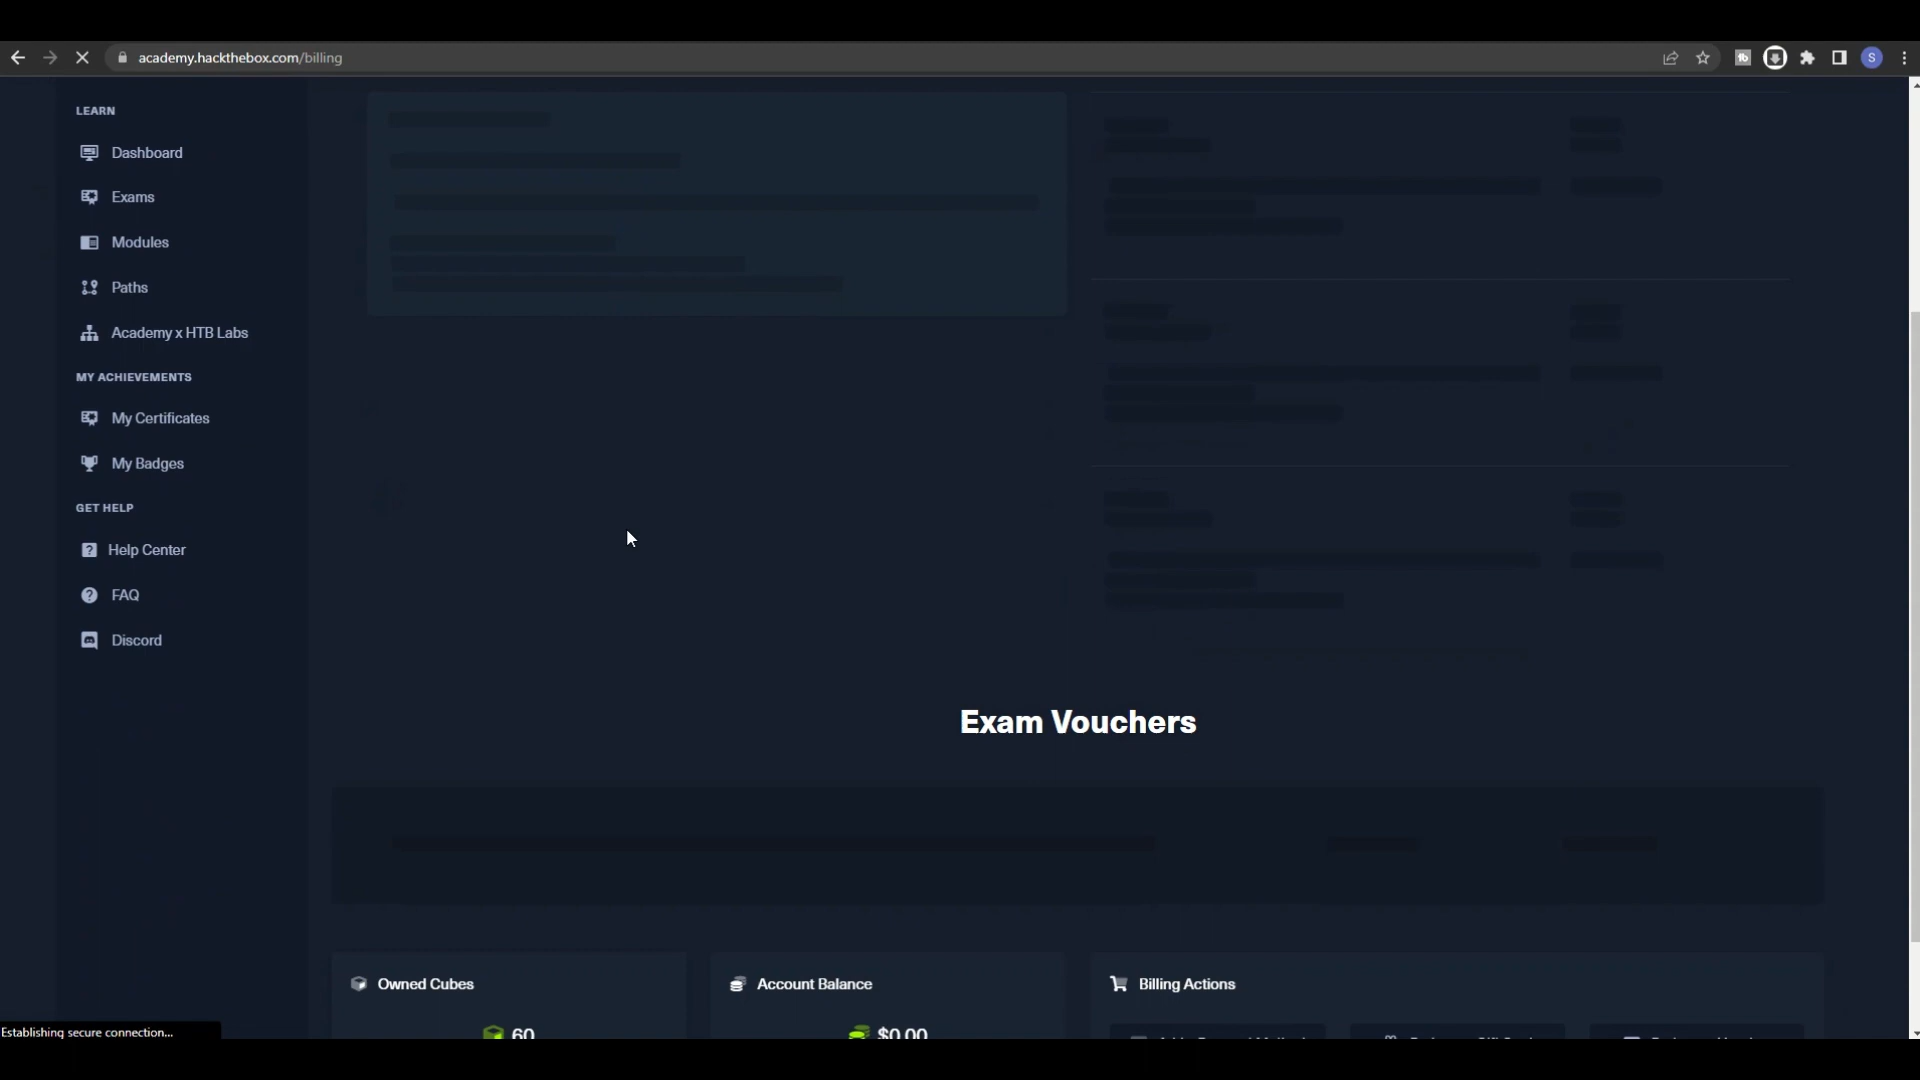 academy.hackthebox.com/billing
S
LEARN
Dashboard
Exams
Modules
Paths
Academy x HTB Labs
MY ACHIEVEMENTS
My Certificates
My Badges
GET HELP
Help Center
FAQ
Discord
Exam Vouchers
Owned Cubes
Account Balance
Billing Actions
60
$0.00
Establishing secure connection...